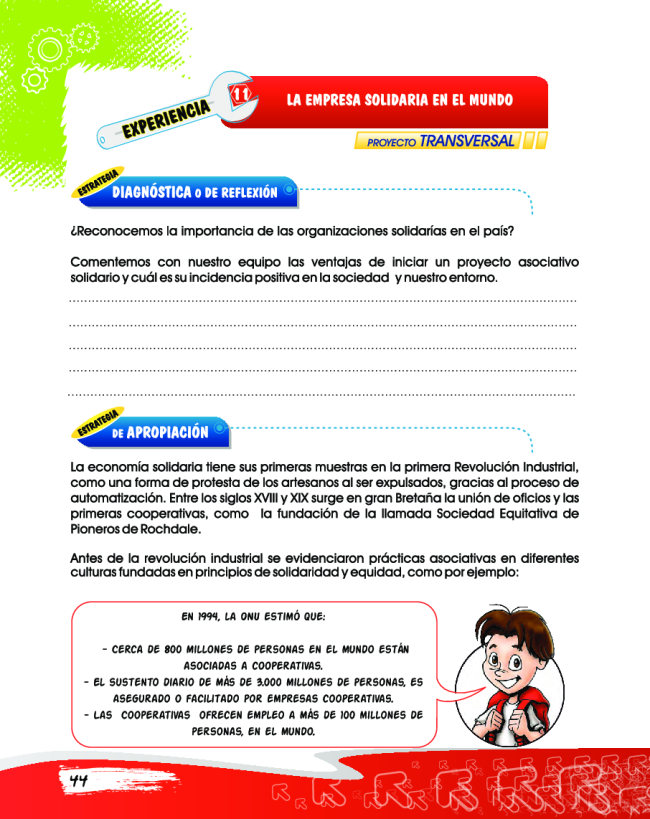 EXPERIENCIA
11
LA EMPRESA SOLIDARIA EN EL MUNDO
PROYECTO TRANSVERSAL
ESTRATEGIA
DIAGNÓSTICA O DE REFLEXIÓN
¿Reconocemos la importancia de las organizaciones solidarías en el país?
Comentemos con nuestro equipo las ventajas de iniciar un proyecto asociativo
solidario y cuál es su incidencia positiva en la sociedad y nuestro entorno.
ESTRATEGIA
DE APROPIACIÓN
La economía solidaria tiene sus primeras muestras en la primera Revolución Industrial,
como una forma de protesta de los artesanos al ser expulsados, gracias al proceso de
automatización. Entre los siglos XVIII y XIX surge en gran Bretaña la unión de oficios y las
primeras cooperativas, como la fundación de la llamada Sociedad Equitativa de
Pioneros de Rochdale.
Antes de la revolución industrial se evidenciaron prácticas asociativas en diferentes
culturas fundadas en principios de solidaridad y equidad, como por ejemplo:
EN 1994, LA ONU ESTIMÓ QUE:
- CERCA DE 800 MILLONES DE PERSONAS EN EL MUNDO ESTÁN
ASOCIADAS A COOPERATIVAS.
- EL SUSTENTO DIARIO DE MÁS DE 3.000 MILLONES DE PERSONAS, ES
ASEGURADO O FACILITADO POR EMPRESAS COOPERATIVAS.
- LAS COOPERATIVAS OFRECEN EMPLEO A MÁS DE 100 MILLONES DE
PERSONAS, EN EL MUNDO.
44